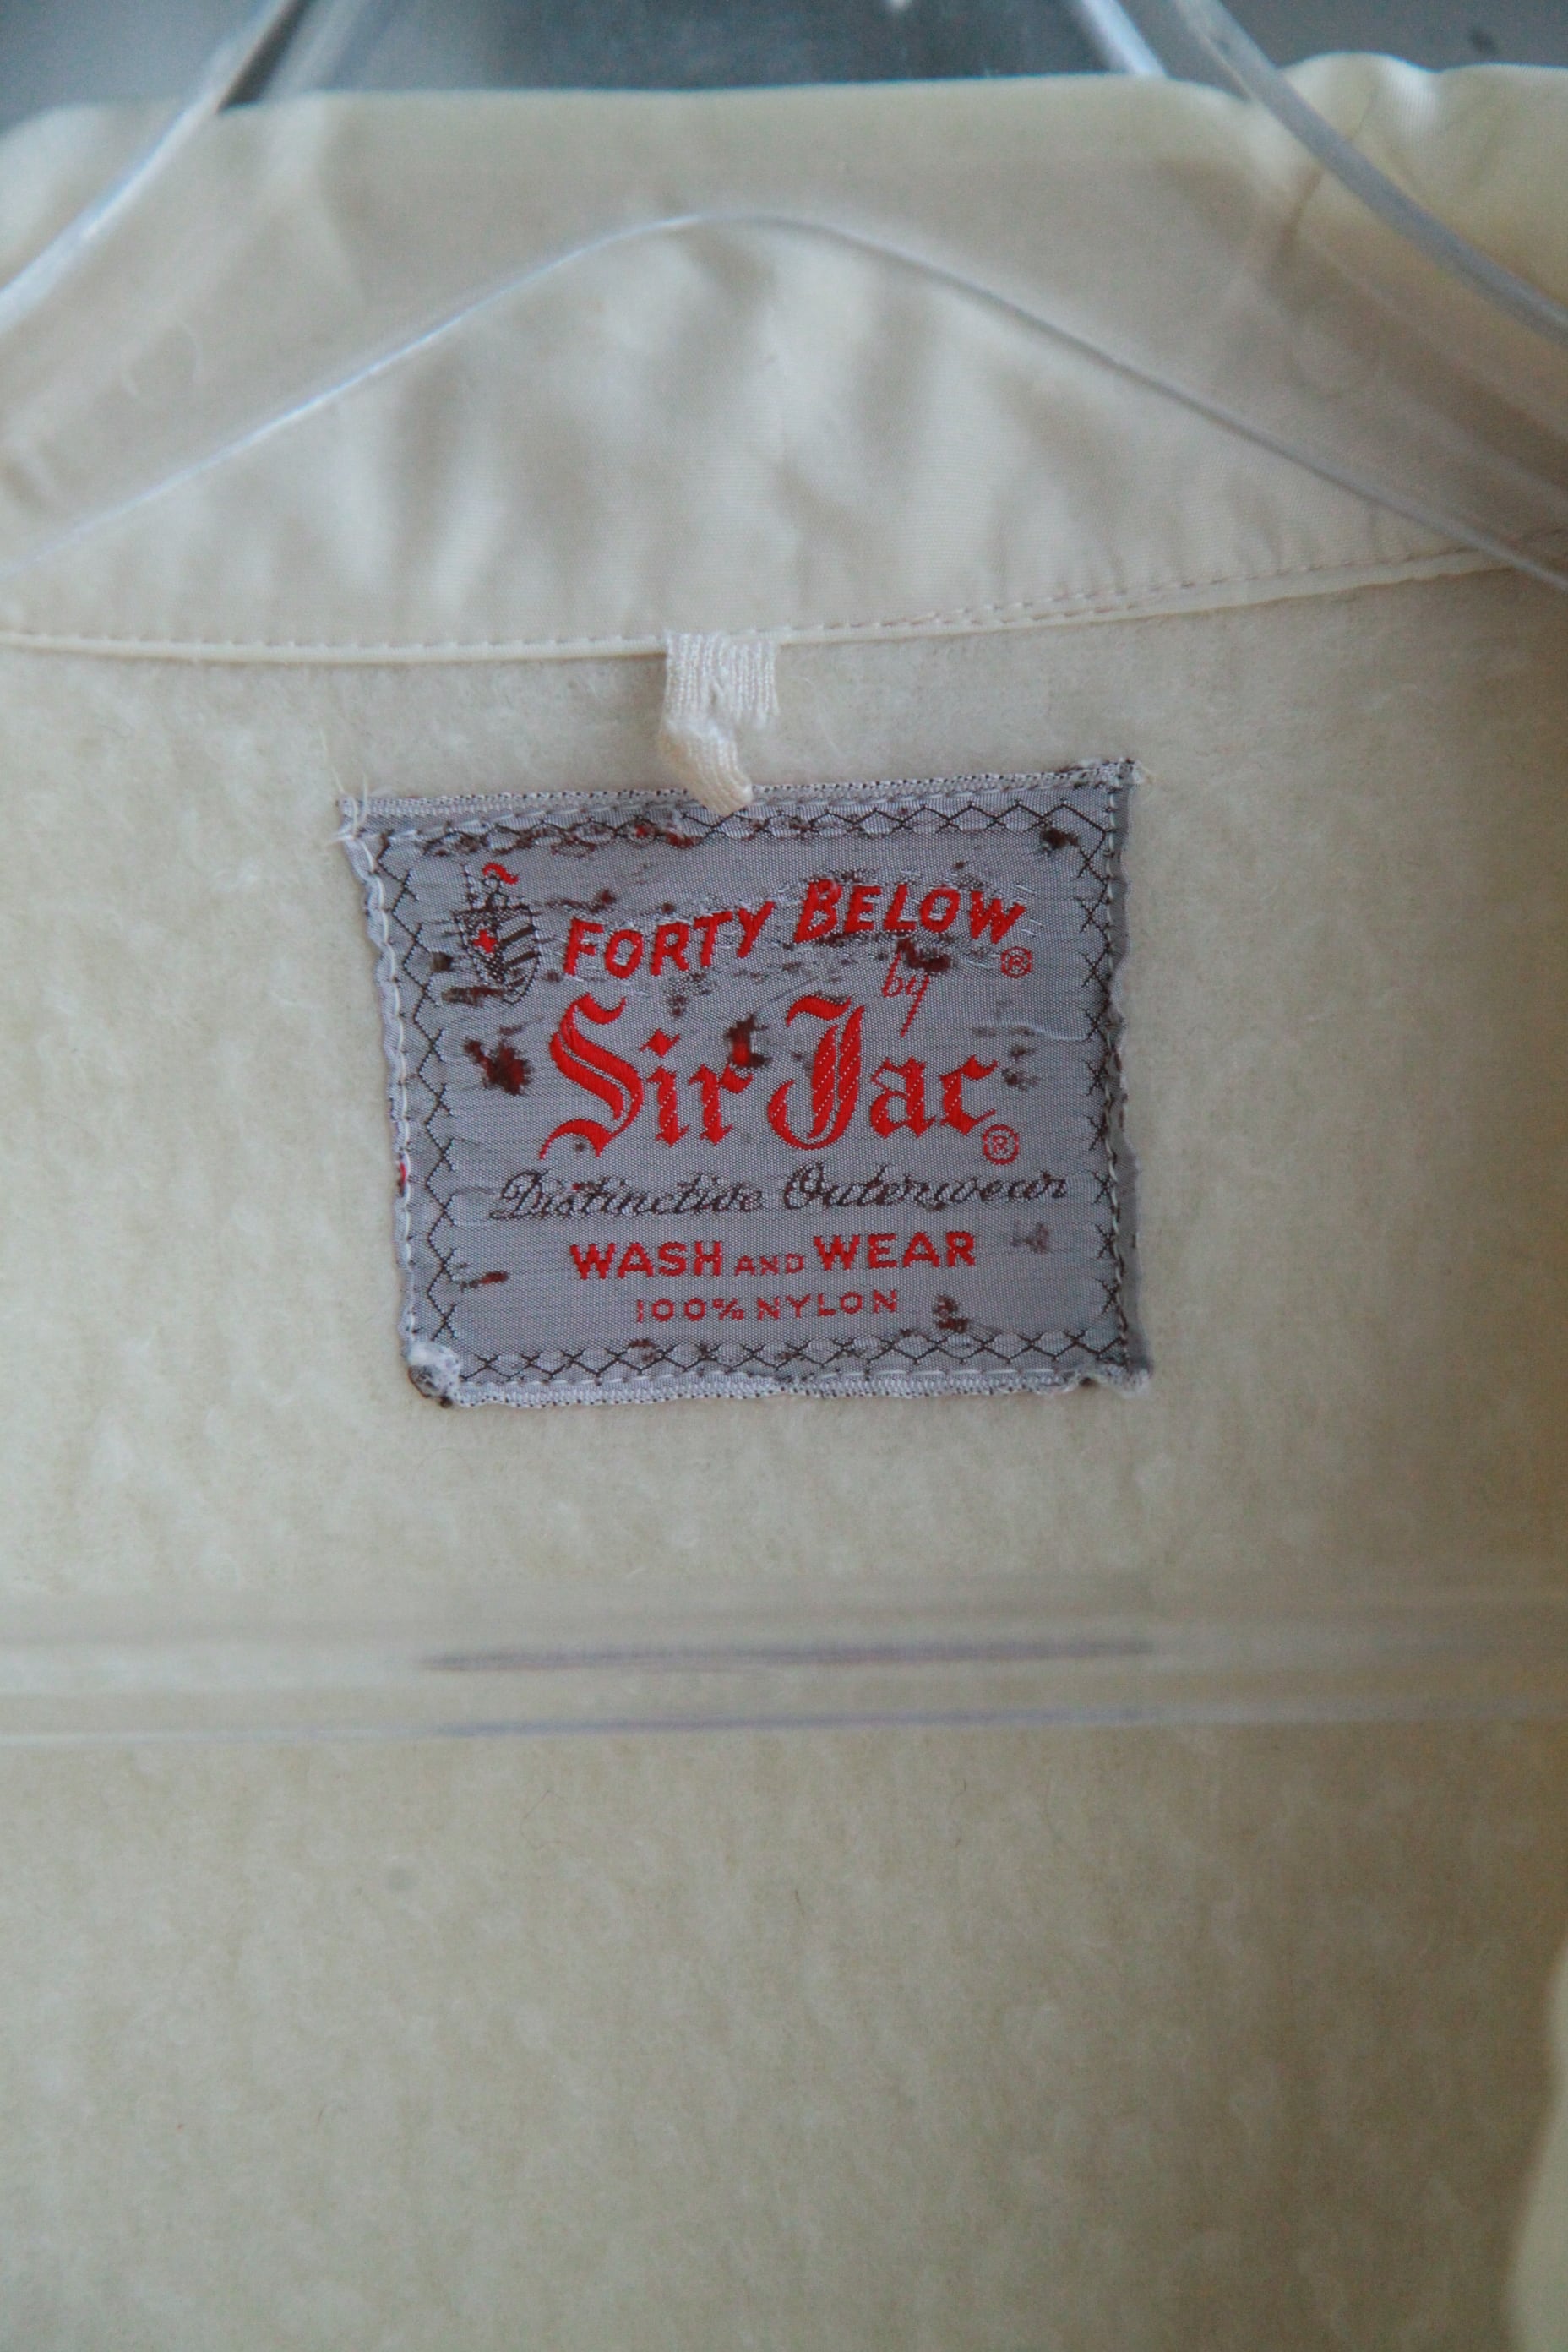 FORTY BELOW ®
by
Sir Jac ®
Distinctive Outerwear
WASH AND WEAR
100% NYLON